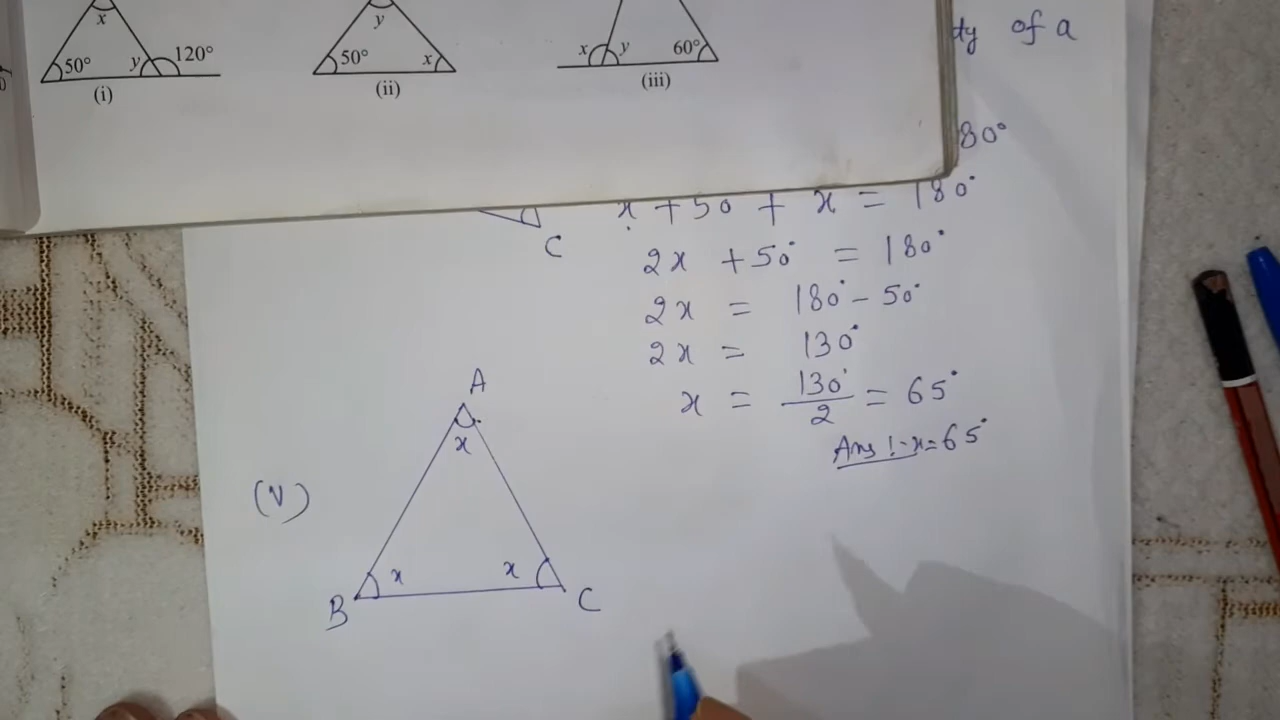 x
50°
y
120°
(i)
y
50°
x
(ii)
x
y
60°
(iii)
of a
80°
x + 50 + x = 180°
C
2x + 50° = 180°
2x = 180° - 50°
2x = 130°
x = 130°/2 = 65°
Ans :- x = 65°
A
x
(V)
x
x
B
C